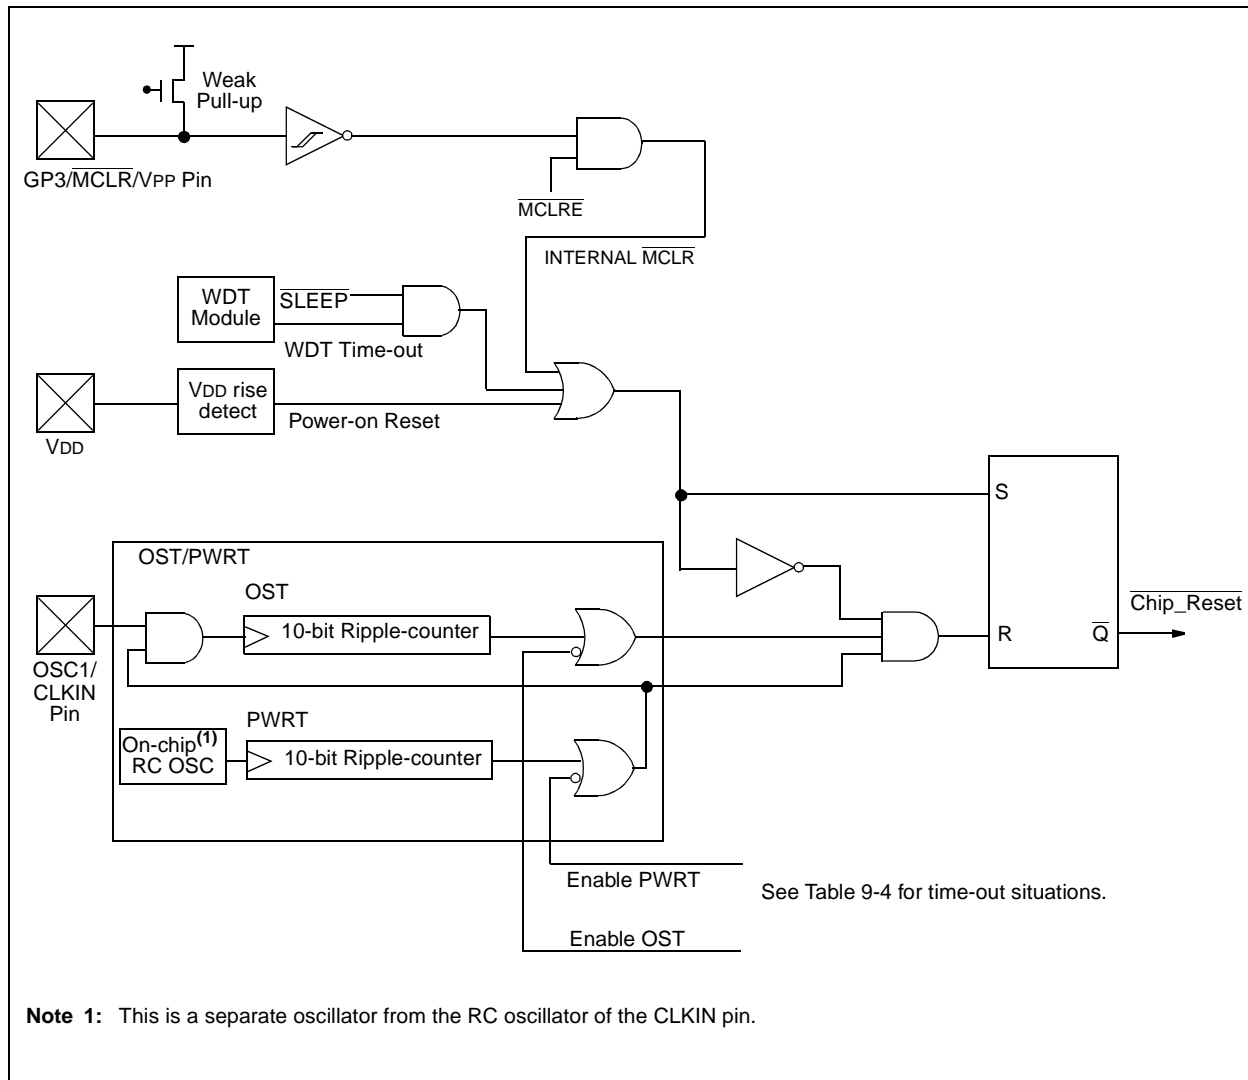 Weak
Pull-up
GP3/MCLR/VPP Pin
MCLRE
INTERNAL MCLR
WDT
Module
SLEEP
WDT Time-out
VDD rise
detect
Power-on Reset
VDD
S
OST/PWRT
OST
10-bit Ripple-counter
Chip_Reset
R
Q
OSC1/
CLKIN
Pin
PWRT
On-chip(1)
RC OSC
10-bit Ripple-counter
Enable PWRT
See Table 9-4 for time-out situations.
Enable OST
Note 1: This is a separate oscillator from the RC oscillator of the CLKIN pin.